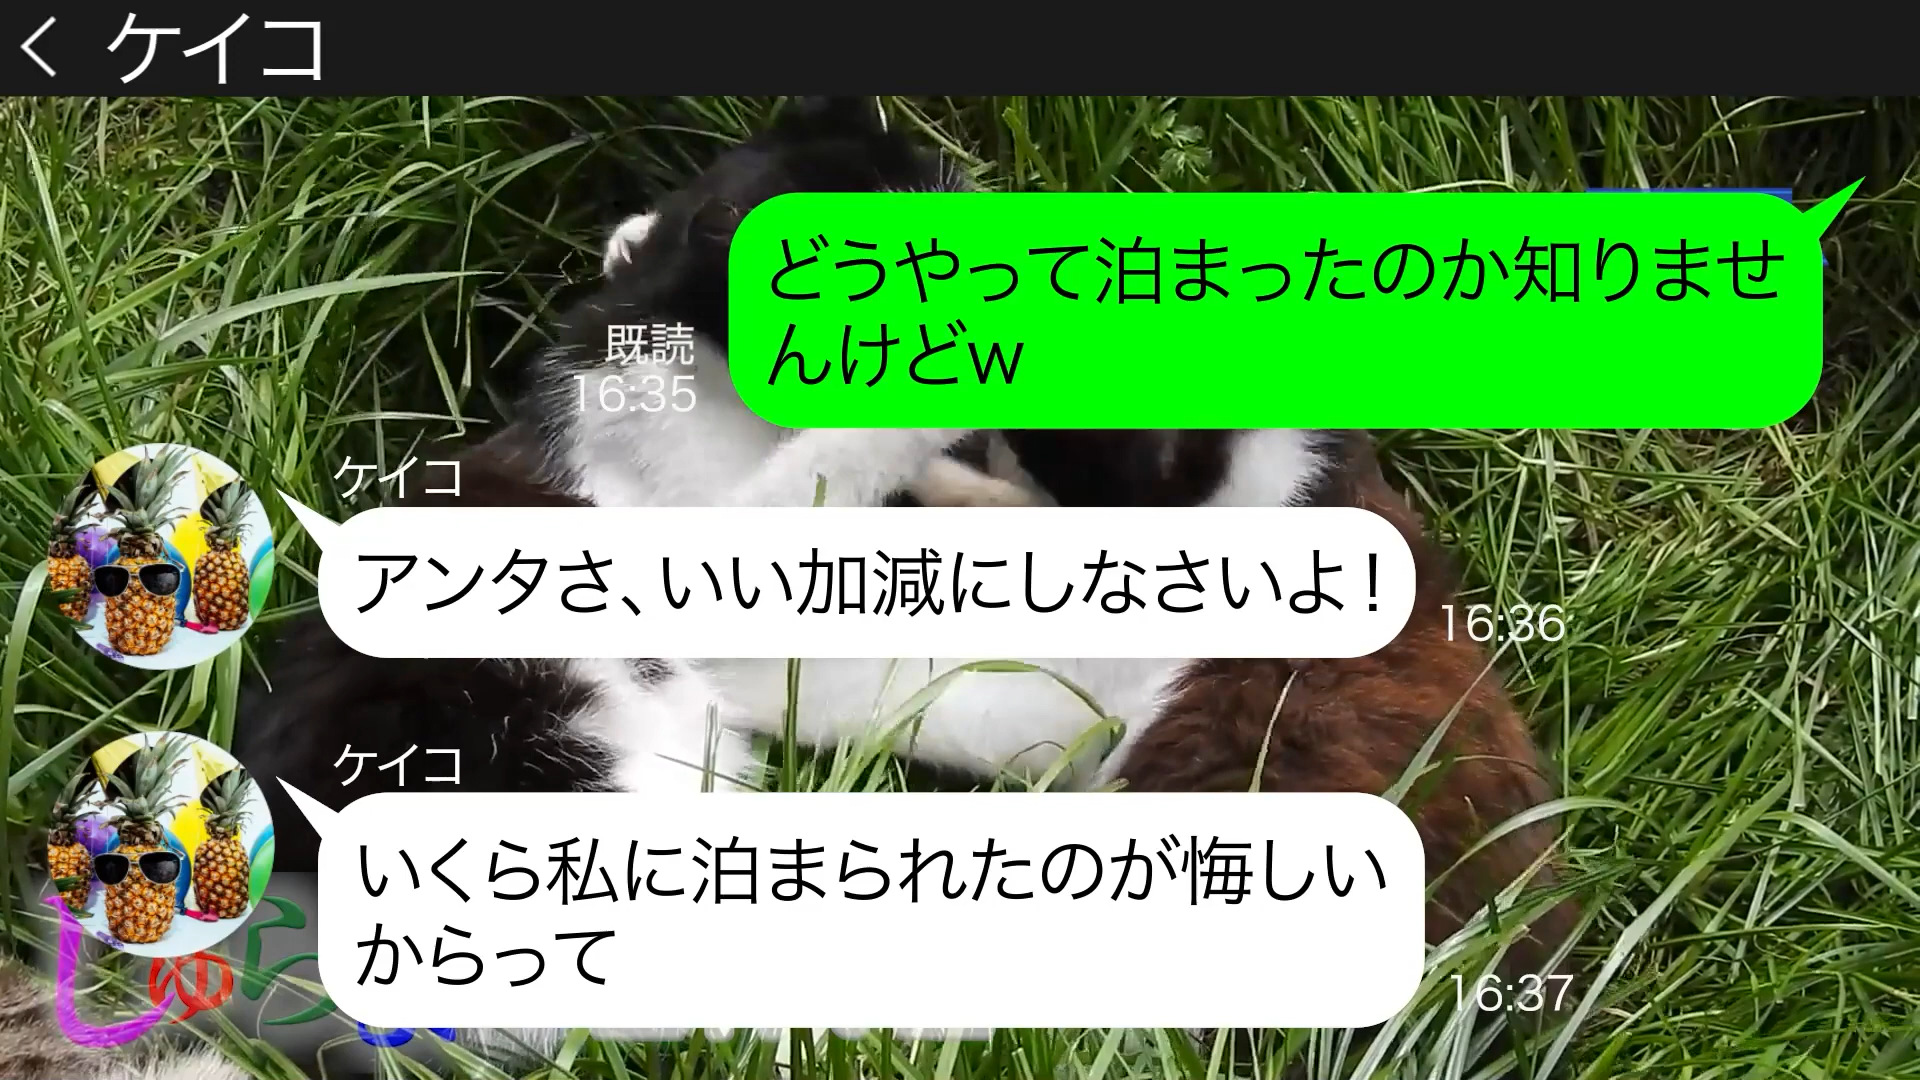 ケイコ
どうやって泊まったのか知りませ
んけどw
既読
16:35
ケイコ
アンタさ、いい加減にしなさいよ！
16:36
ケイコ
いくら私に泊まられたのが悔しい
からって
16:37
しゅら